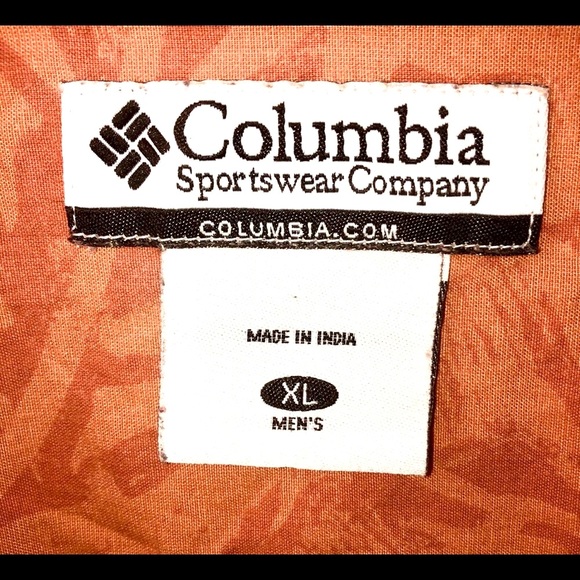 Columbia
Sportswear Company
COLUMBIA.COM
MADE IN INDIA
XL
MEN'S